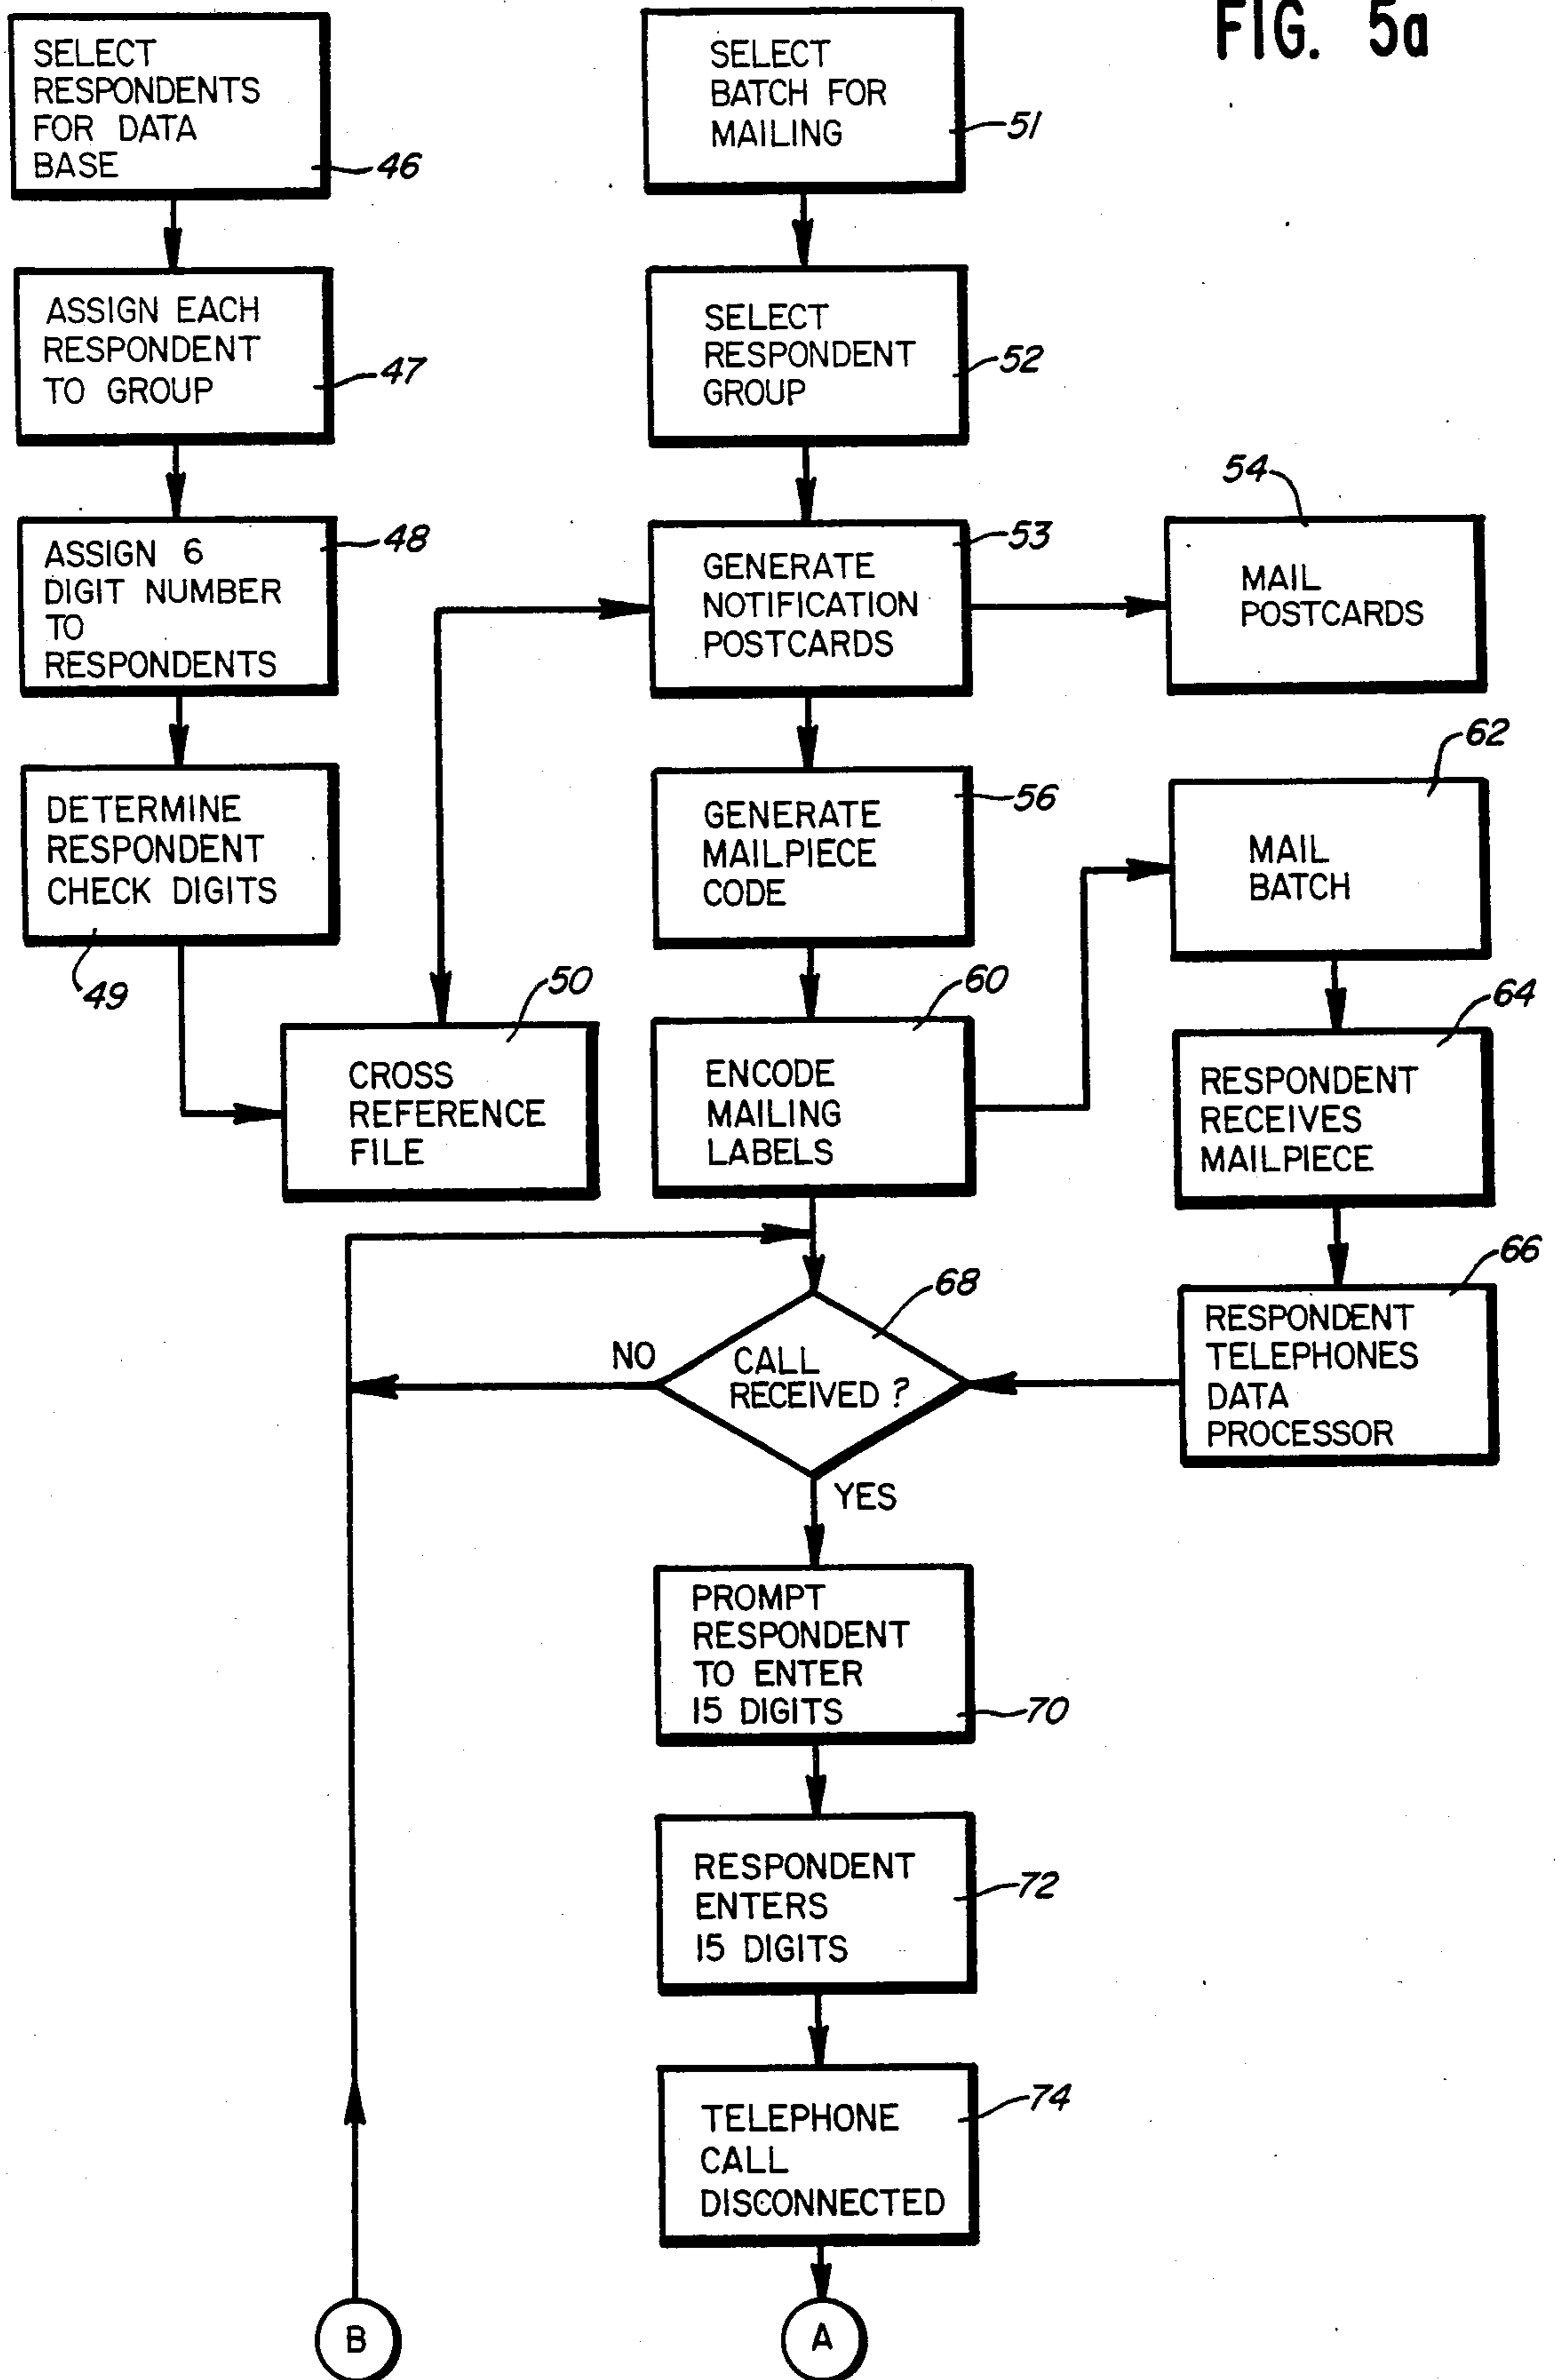 FIG. 5a
SELECT
RESPONDENTS
FOR DATA
BASE
46
ASSIGN EACH
RESPONDENT
TO GROUP
47
ASSIGN 6
DIGIT NUMBER
TO
RESPONDENTS
48
DETERMINE
RESPONDENT
CHECK DIGITS
49
CROSS
REFERENCE
FILE
50
SELECT
BATCH FOR
MAILING
51
SELECT
RESPONDENT
GROUP
52
GENERATE
NOTIFICATION
POSTCARDS
53
54
MAIL
POSTCARDS
GENERATE
MAILPIECE
CODE
56
ENCODE
MAILING
LABELS
60
62
MAIL
BATCH
64
RESPONDENT
RECEIVES
MAILPIECE
66
RESPONDENT
TELEPHONES
DATA
PROCESSOR
68
CALL
RECEIVED ?
NO
YES
PROMPT
RESPONDENT
TO ENTER
15 DIGITS
70
RESPONDENT
ENTERS
15 DIGITS
72
TELEPHONE
CALL
DISCONNECTED
74
B
A